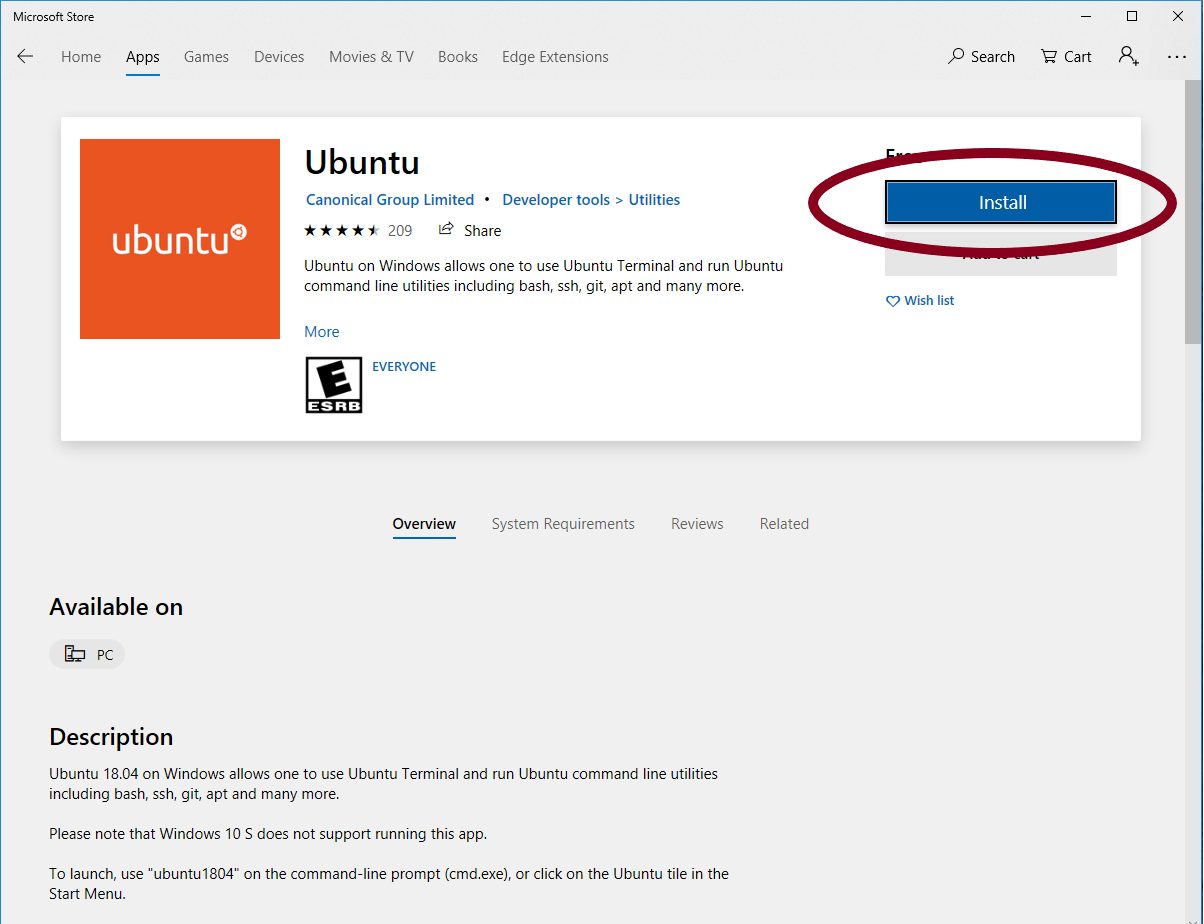 Microsoft Store
Home Apps Games Devices Movies & TV Books Edge Extensions Search Cart
ubuntu
Ubuntu
Canonical Group Limited • Developer tools > Utilities
209 Share
Ubuntu on Windows allows one to use Ubuntu Terminal and run Ubuntu
command line utilities including bash, ssh, git, apt and many more.
More
E
ESRB
EVERYONE
Free
Install
Add to cart
Wish list
Overview System Requirements Reviews Related
Available on
PC
Description
Ubuntu 18.04 on Windows allows one to use Ubuntu Terminal and run Ubuntu command line utilities
including bash, ssh, git, apt and many more.
Please note that Windows 10 S does not support running this app.
To launch, use "ubuntu1804" on the command-line prompt (cmd.exe), or click on the Ubuntu tile in the
Start Menu.